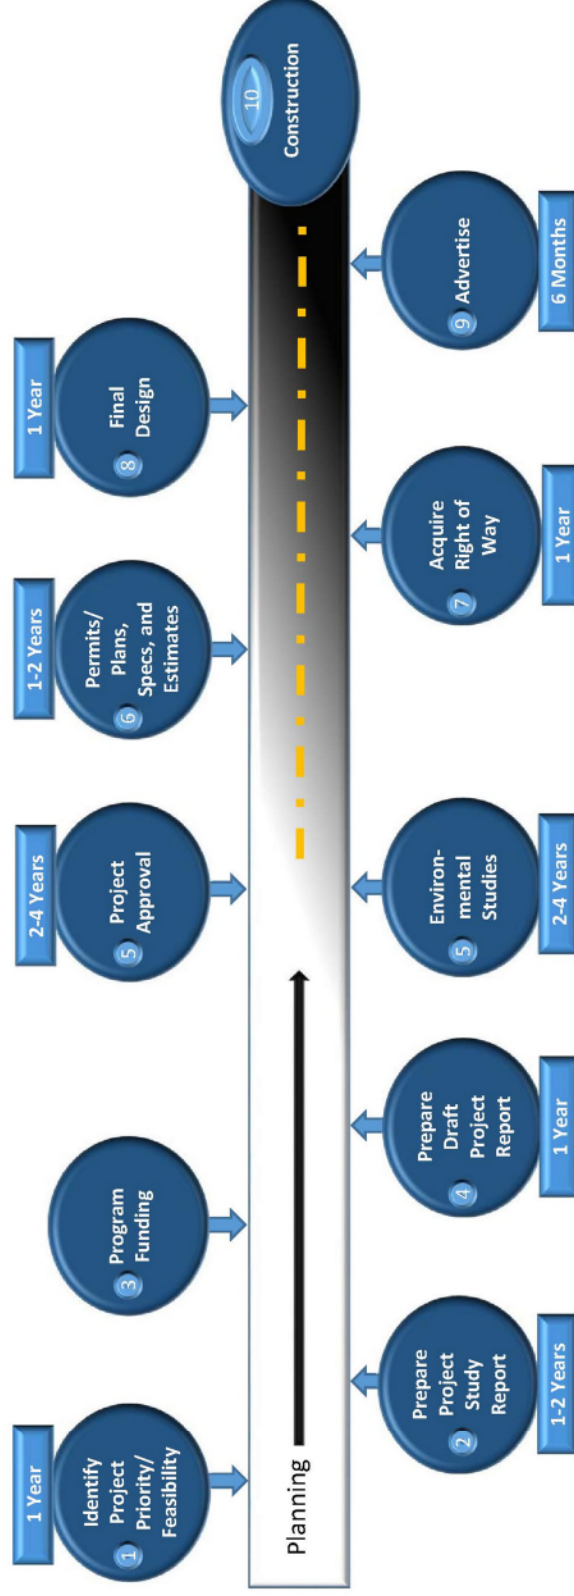 1 Year
1
Identify
Project
Priority/
Feasibility
Planning
2
Prepare
Project
Study
Report
1-2 Years
3
Program
Funding
4
Prepare
Draft
Project
Report
1 Year
2-4 Years
5
Project
Approval
5
Environ-
mental
Studies
2-4 Years
1-2 Years
6
Permits/
Plans,
Specs, and
Estimates
7
Acquire
Right of
Way
1 Year
1 Year
8
Final
Design
9 Advertise
6 Months
10
Construction